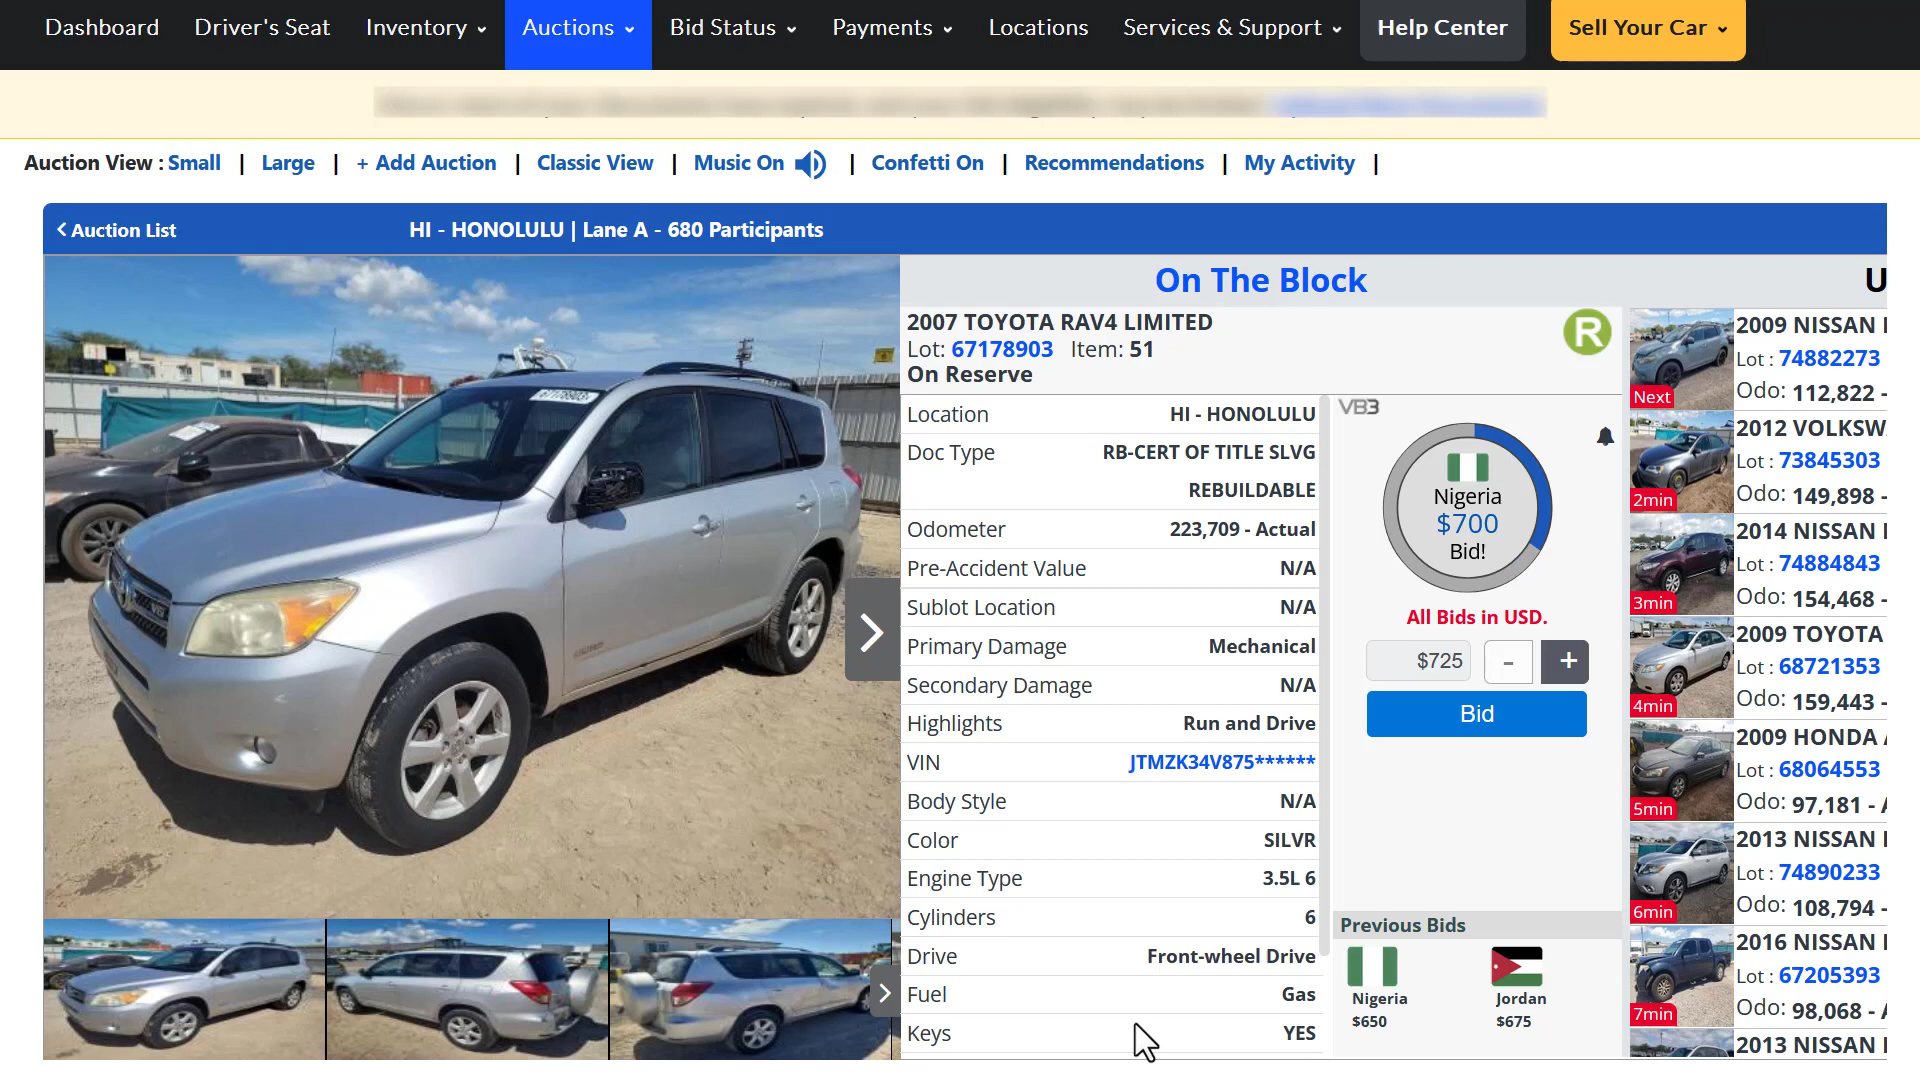 Dashboard Driver's Seat Inventory Auctions Bid Status Payments Locations Services & Support Help Center Sell Your Car
Auction View : Small | Large | + Add Auction | Classic View | Music On | Confetti On | Recommendations | My Activity |
Auction List
HI - HONOLULU | Lane A - 680 Participants
On The Block
2007 TOYOTA RAV4 LIMITED
Lot: 67178903 Item: 51
On Reserve
R
Location HI - HONOLULU
Doc Type RB-CERT OF TITLE SLVG
REBUILDABLE
Odometer 223,709 - Actual
Pre-Accident Value N/A
Sublot Location N/A
Primary Damage Mechanical
Secondary Damage N/A
Highlights Run and Drive
VIN JTMZK34V875******
Body Style N/A
Color SILVR
Engine Type 3.5L 6
Cylinders 6
Drive Front-wheel Drive
Fuel Gas
Keys YES
VB3
Nigeria
$700
Bid!
All Bids in USD.
$725 - +
Bid
Previous Bids
Nigeria Jordan
$650 $675
U
2009 NISSAN
Lot : 74882273
Odo: 112,822 -
Next
2012 VOLKSW
Lot : 73845303
Odo: 149,898 -
2min
2014 NISSAN
Lot : 74884843
Odo: 154,468 -
3min
2009 TOYOTA
Lot : 68721353
Odo: 159,443 -
4min
2009 HONDA
Lot : 68064553
Odo: 97,181 -
5min
2013 NISSAN
Lot : 74890233
Odo: 108,794 -
6min
2016 NISSAN
Lot : 67205393
Odo: 98,068 -
7min
2013 NISSAN
67178903